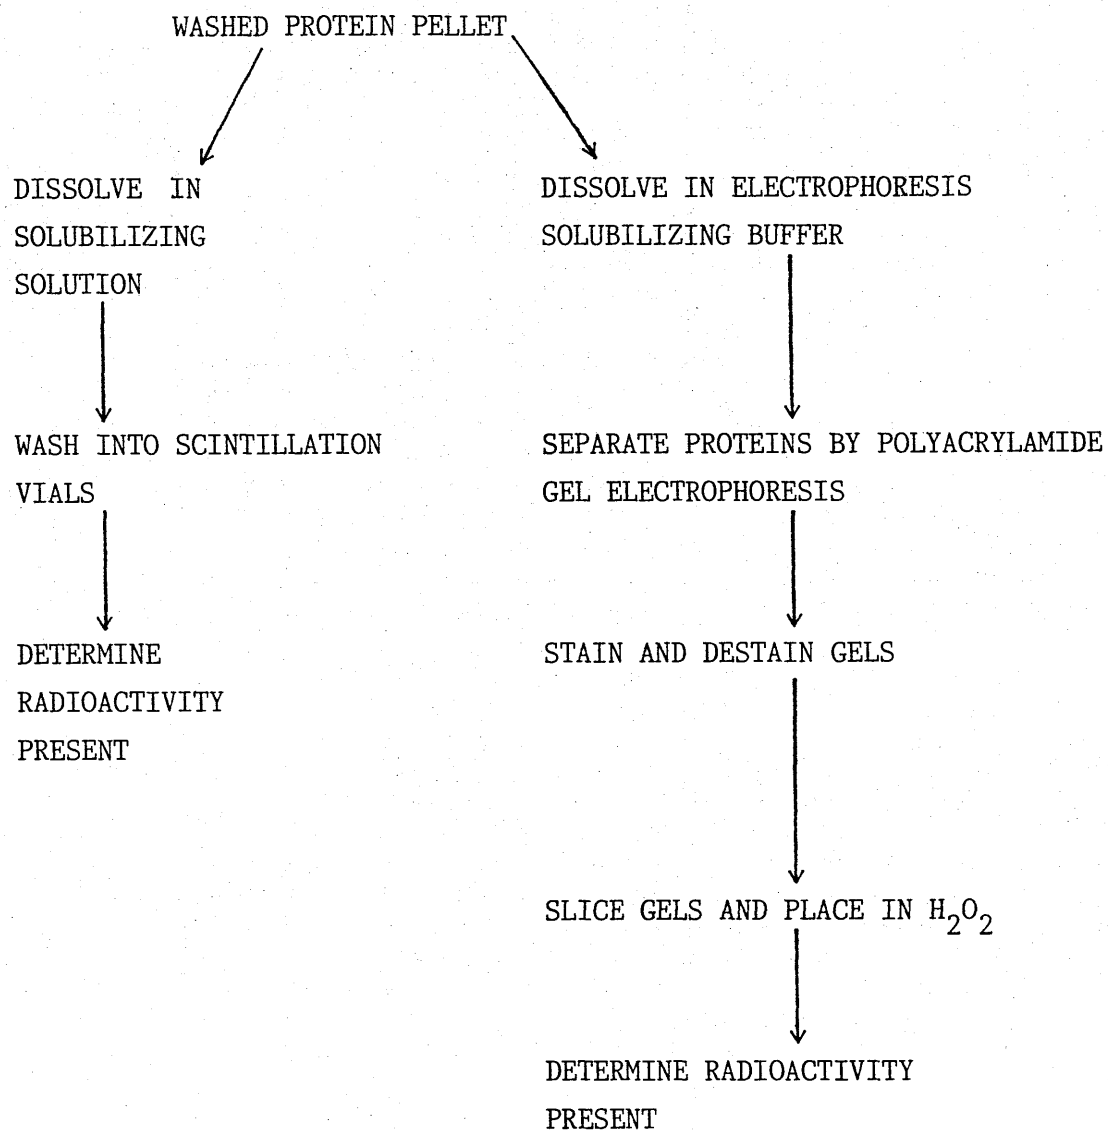 WASHED PROTEIN PELLET
DISSOLVE IN
SOLUBILIZING
SOLUTION
WASH INTO SCINTILLATION
VIALS
DETERMINE
RADIOACTIVITY
PRESENT
DISSOLVE IN ELECTROPHORESIS
SOLUBILIZING BUFFER
SEPARATE PROTEINS BY POLYACRYLAMIDE
GEL ELECTROPHORESIS
STAIN AND DESTAIN GELS
SLICE GELS AND PLACE IN H₂O₂
DETERMINE RADIOACTIVITY
PRESENT